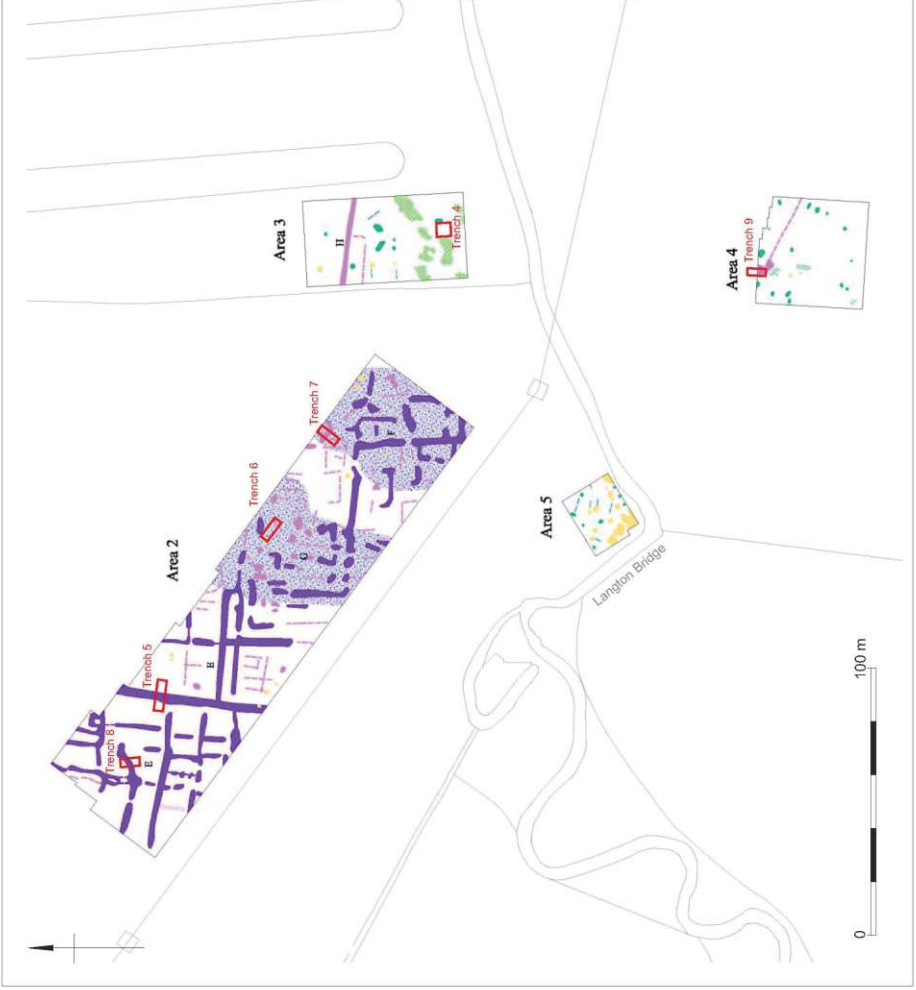 Area 3
H
Trench 4
Area 4
Trench 9
Trench 7
F
Trench 6
G
Area 2
Area 5
Langton Bridge
Trench 5
E
Trench 8
E
0
100 m